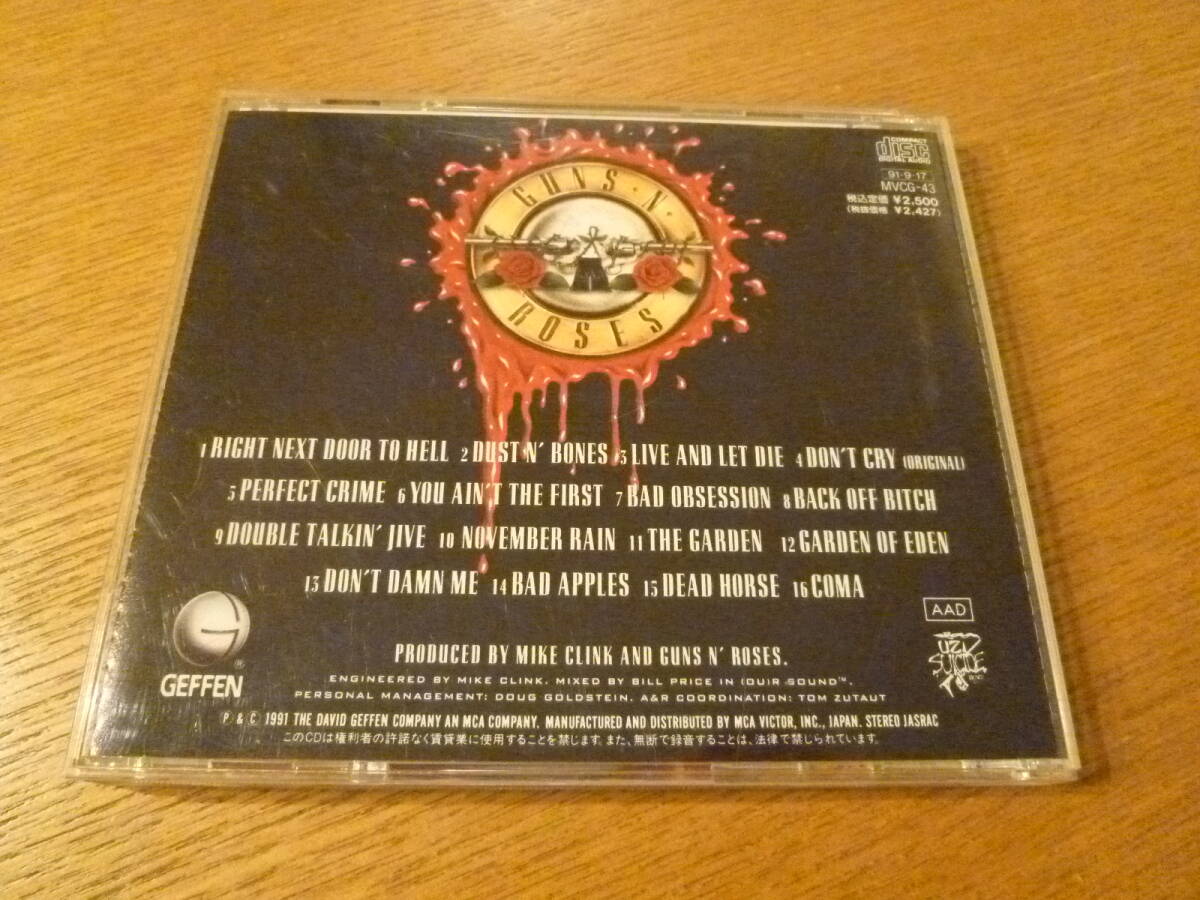 GUNS · N ·
ROSES
COMPACT
disc
DIGITAL AUDIO
91·9·17
MVCG-43
税込定価 ¥2,500
(税抜価格 ¥2,427)
1 RIGHT NEXT DOOR TO HELL 2 DUST N' BONES 3 LIVE AND LET DIE 4 DON'T CRY (ORIGINAL)
5 PERFECT CRIME 6 YOU AIN'T THE FIRST 7 BAD OBSESSION 8 BACK OFF BITCH
9 DOUBLE TALKIN' JIVE 10 NOVEMBER RAIN 11 THE GARDEN 12 GARDEN OF EDEN
13 DON'T DAMN ME 14 BAD APPLES 15 DEAD HORSE 16 COMA
AAD
G
®
GEFFEN
UZI
SUICIDE
PRODUCED BY MIKE CLINK AND GUNS N' ROSES.
ENGINEERED BY MIKE CLINK. MIXED BY BILL PRICE IN SOUND™.
PERSONAL MANAGEMENT: DOUG GOLDSTEIN. A&R COORDINATION: TOM ZUTAUT
℗ & © 1991 THE DAVID GEFFEN COMPANY AN MCA COMPANY. MANUFACTURED AND DISTRIBUTED BY MCA VICTOR, INC., JAPAN. STEREO JASRAC
このCDは権利者の許諾なく賃貸業に使用することを禁じます。また、無断で録音することは、法律で禁じられています。